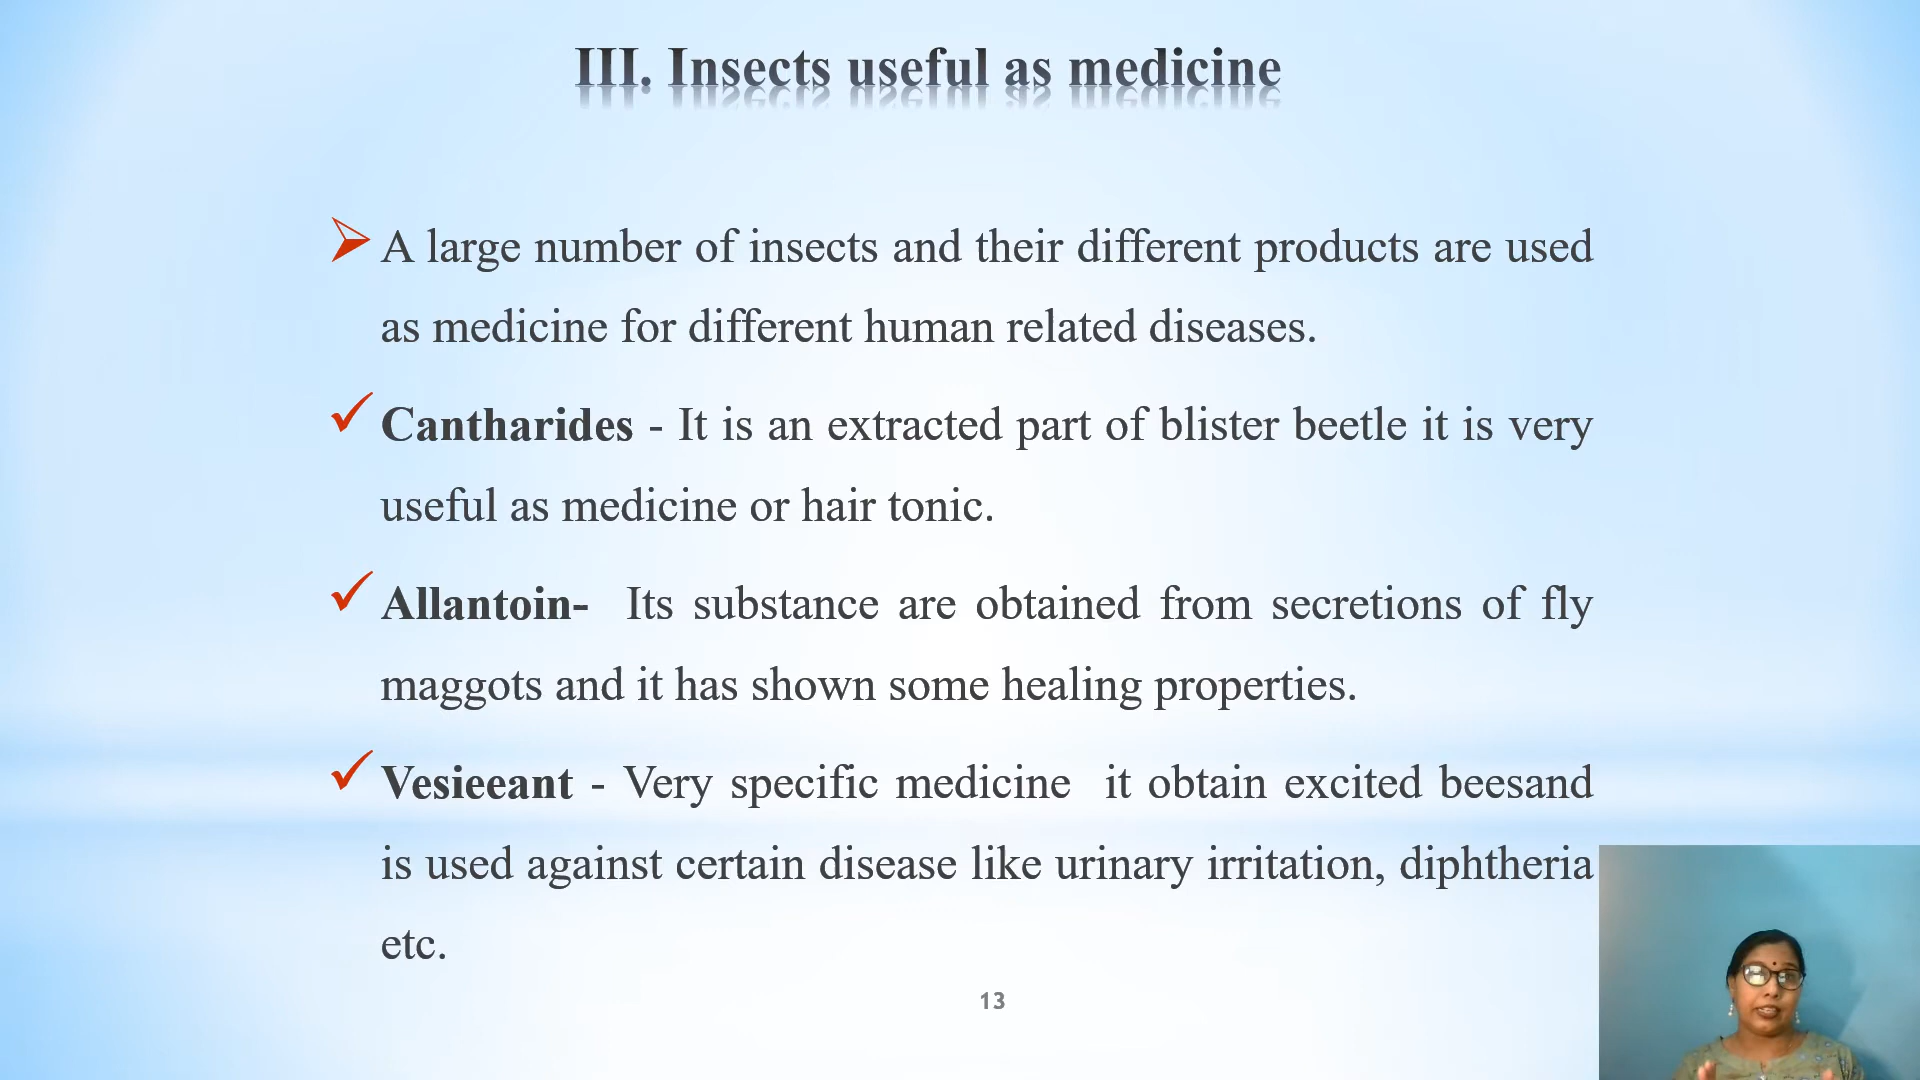 III. Insects useful as medicine
A large number of insects and their different products are used
as medicine for different human related diseases.
Cantharides - It is an extracted part of blister beetle it is very
useful as medicine or hair tonic.
Allantoin- Its substance are obtained from secretions of fly
maggots and it has shown some healing properties.
Vesieeant - Very specific medicine it obtain excited beesand
is used against certain disease like urinary irritation, diphtheria
etc.
13